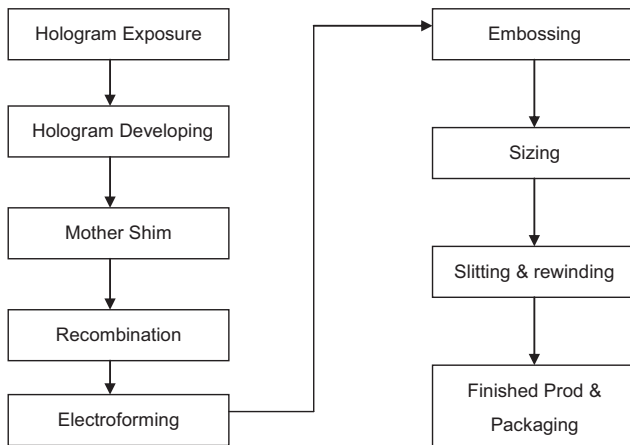 Hologram Exposure
Hologram Developing
Mother Shim
Recombination
Electroforming
Embossing
Sizing
Slitting & rewinding
Finished Prod &
Packaging